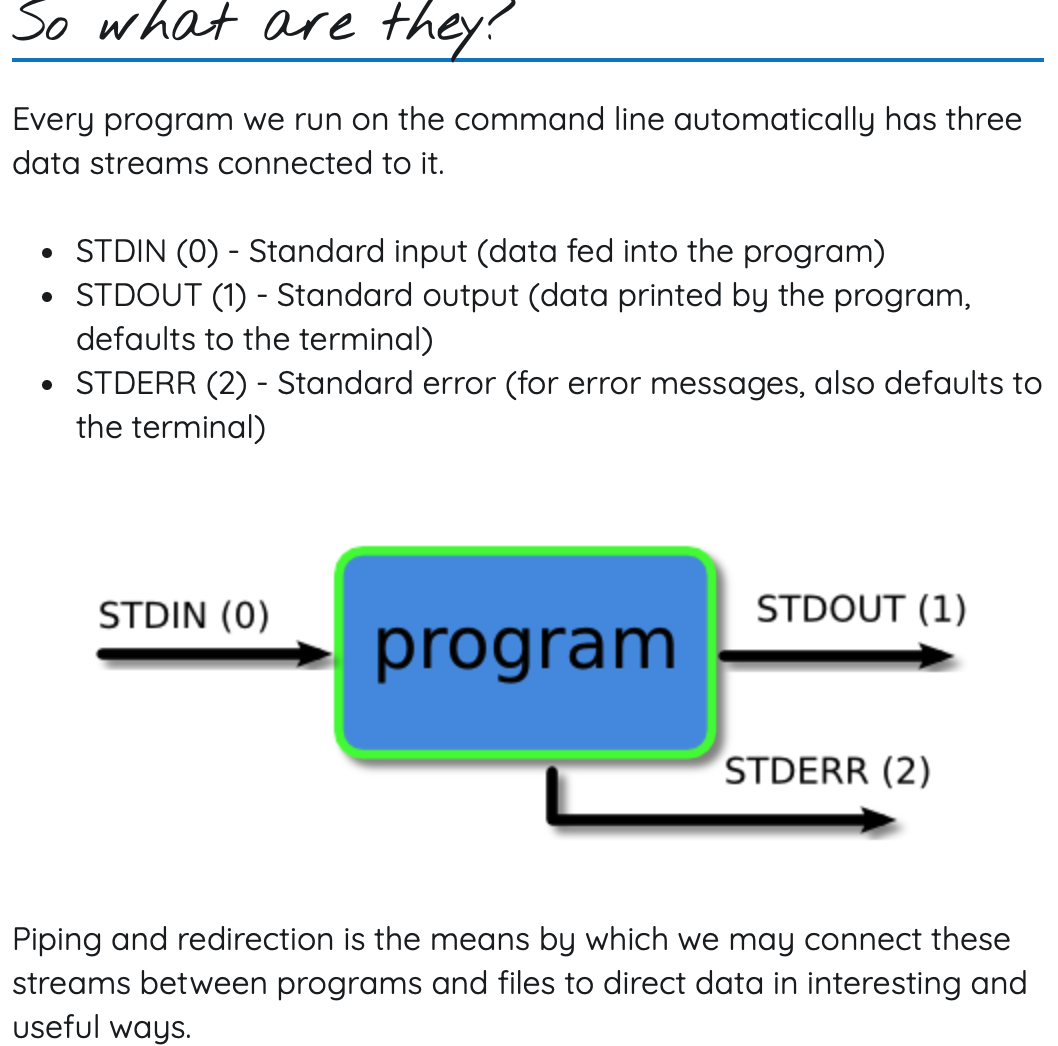 So what are they?
Every program we run on the command line automatically has three
data streams connected to it.
• STDIN (0) - Standard input (data fed into the program)
• STDOUT (1) - Standard output (data printed by the program,
defaults to the terminal)
• STDERR (2) - Standard error (for error messages, also defaults to
the terminal)
STDIN (0)
program
STDOUT (1)
STDERR (2)
Piping and redirection is the means by which we may connect these
streams between programs and files to direct data in interesting and
useful ways.